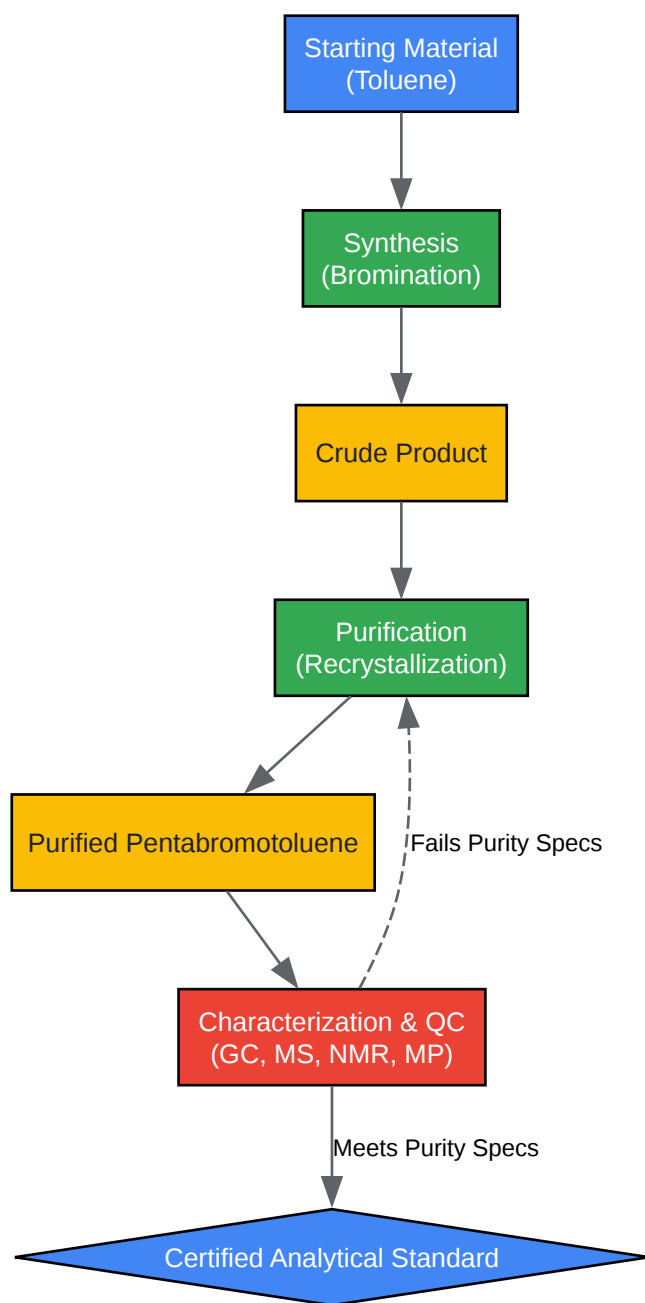 Starting Material
(Toluene)
Synthesis
(Bromination)
Crude Product
Purification
(Recrystallization)
Purified Pentabromotoluene
Fails Purity Specs
Characterization & QC
(GC, MS, NMR, MP)
Meets Purity Specs
Certified Analytical Standard